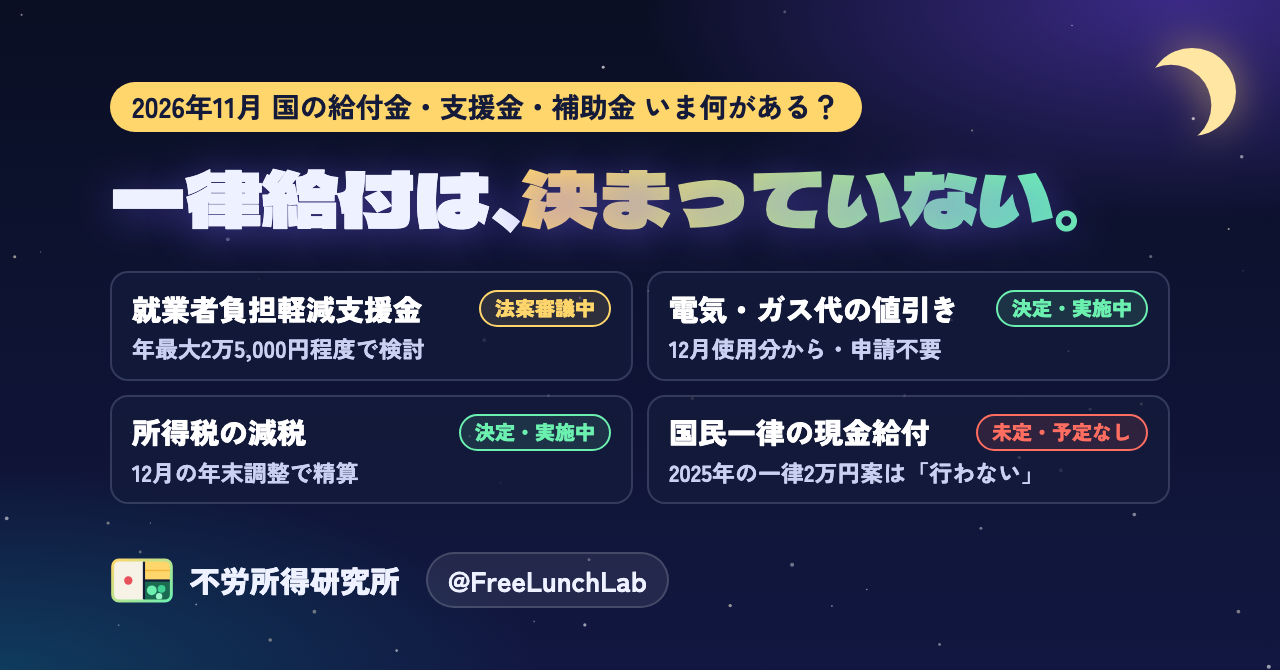 2026年11月 国の給付金・支援金・補助金 いま何がある？
一律給付は、決まっていない。
就業者負担軽減支援金 法案審議中
年最大2万5,000円程度で検討
電気・ガス代の値引き 決定・実施中
12月使用分から・申請不要
所得税の減税 決定・実施中
12月の年末調整で精算
国民一律の現金給付 未定・予定なし
2025年の一律2万円案は「行わない」
不労所得研究所 @FreeLunchLab